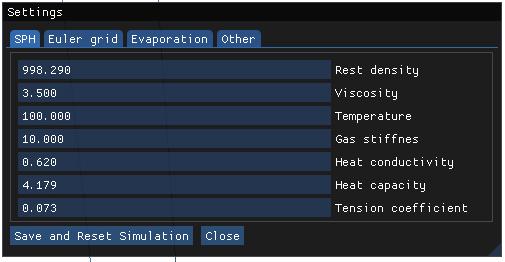 Settings
SPH Euler grid Evaporation Other
998.290 Rest density
3.500 Viscosity
100.000 Temperature
10.000 Gas stiffnes
0.620 Heat conductivity
4.179 Heat capacity
0.073 Tension coefficient
Save and Reset Simulation Close